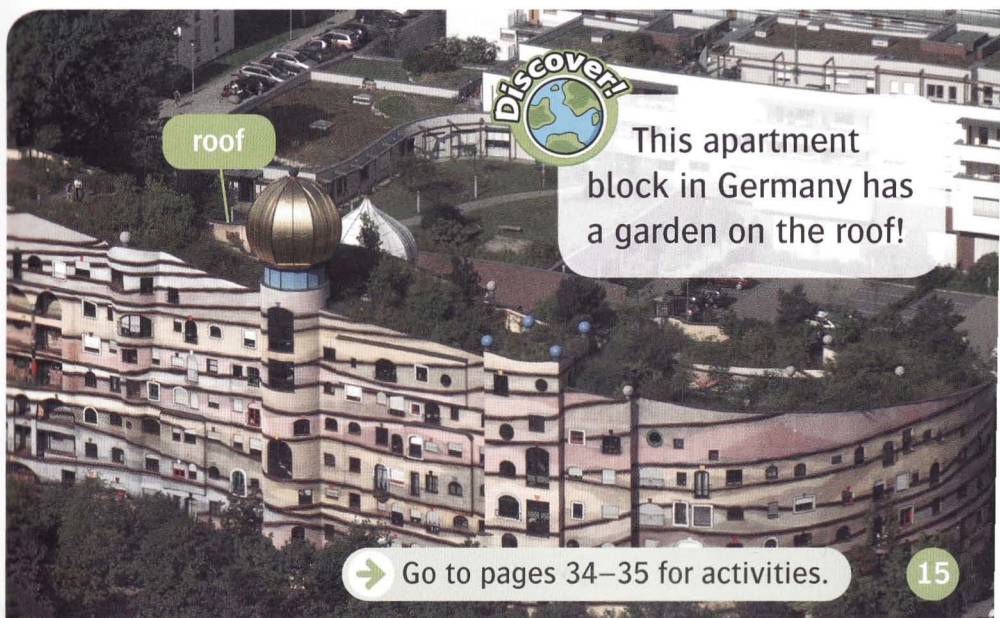 roof
Discover!
This apartment
block in Germany has
a garden on the roof!
Go to pages 34–35 for activities.
15